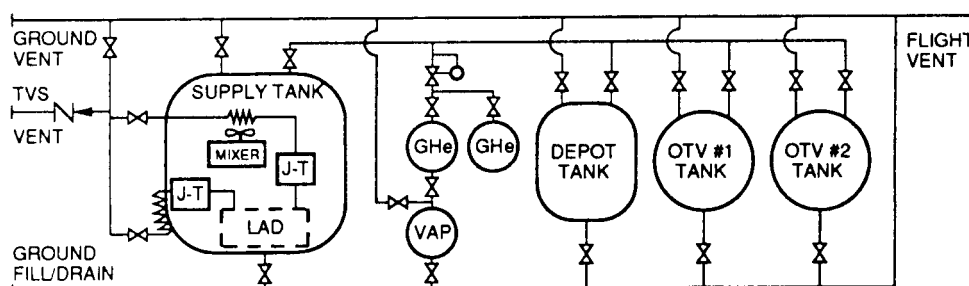 GROUND
VENT
FLIGHT
VENT
TVS
VENT
SUPPLY TANK
MIXER
J-T
J-T
LAD
GHe
GHe
VAP
DEPOT
TANK
OTV #1
TANK
OTV #2
TANK
GROUND
FILL/DRAIN